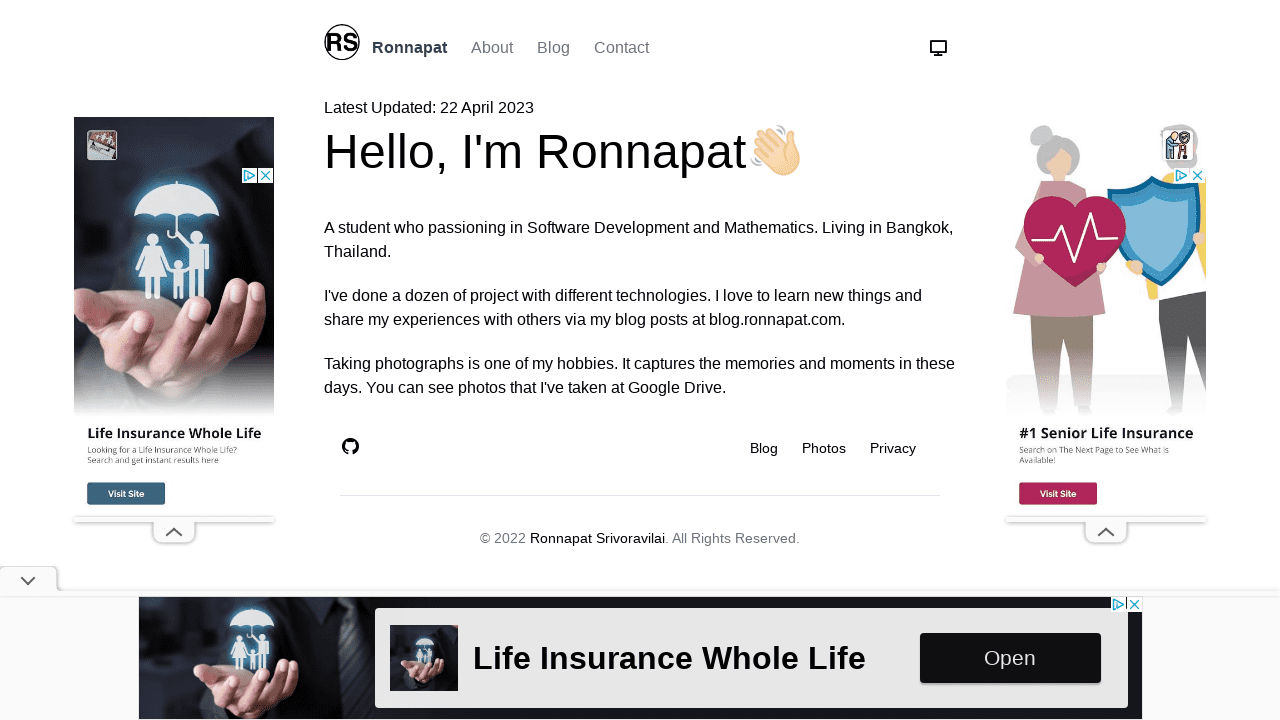 RS Ronnapat About Blog Contact
Latest Updated: 22 April 2023
Hello, I'm Ronnapat👋🏻
A student who passioning in Software Development and Mathematics. Living in Bangkok,
Thailand.
I've done a dozen of project with different technologies. I love to learn new things and
share my experiences with others via my blog posts at blog.ronnapat.com.
Taking photographs is one of my hobbies. It captures the memories and moments in these
days. You can see photos that I've taken at Google Drive.
Blog Photos Privacy
© 2022 Ronnapat Srivoravilai. All Rights Reserved.
Life Insurance Whole Life
Looking for a Life Insurance Whole Life?
Search and get instant results here
Visit Site
#1 Senior Life Insurance
Search on The Next Page to See What Is
Available!
Visit Site
Life Insurance Whole Life
Open